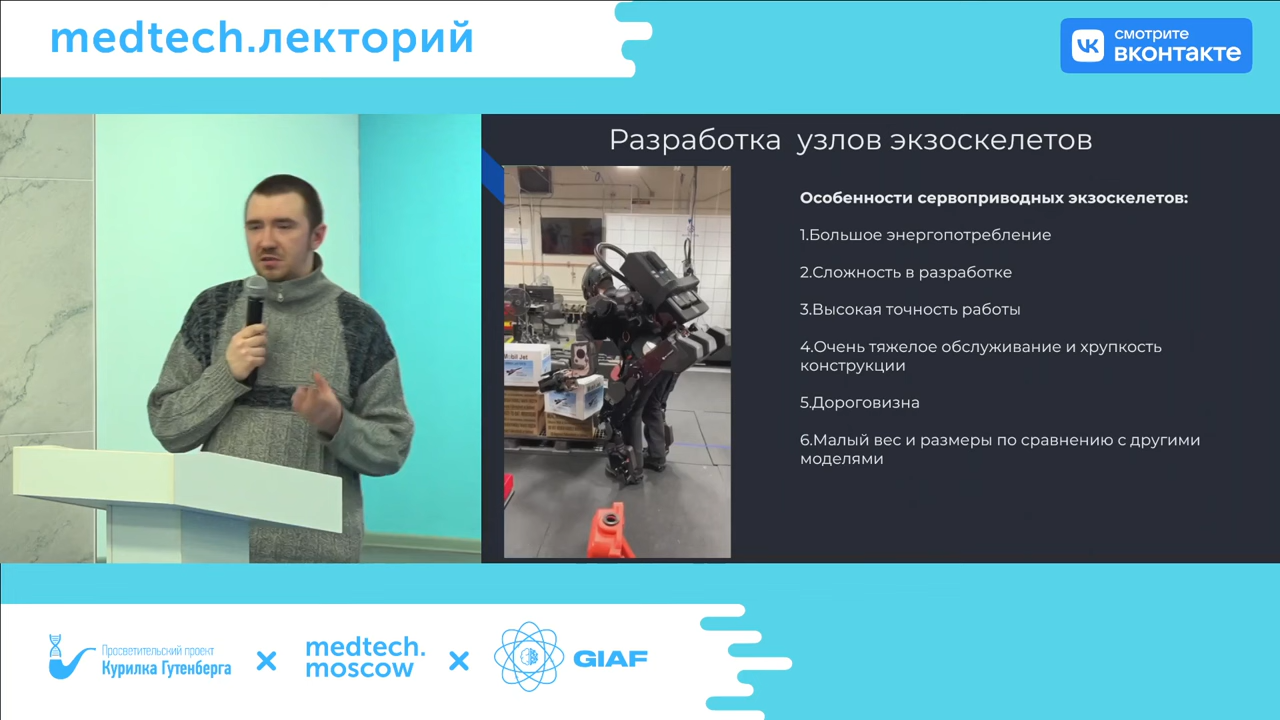 medtech.лекторий
смотрите
вконтакте
Разработка узлов экзоскелетов
Особенности сервоприводных экзоскелетов:
1.Большое энергопотребление
2.Сложность в разработке
3.Высокая точность работы
4.Очень тяжелое обслуживание и хрупкость
конструкции
5.Дороговизна
6.Малый вес и размеры по сравнению с другими
моделями
Mobil Jet
Просветительский проект
Курилка Гутенберга
medtech.
moscow
GIAF